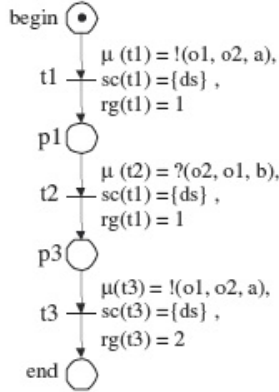 begin
μ (t1) = !(o1, o2, a),
t1 sc(t1) ={ds} ,
rg(t1) = 1
p1
μ (t2) = ?(o2, o1, b),
t2 sc(t1) ={ds} ,
rg(t1) = 1
p3
μ(t3) = !(o1, o2, a),
t3 sc(t3) ={ds} ,
rg(t3) = 2
end